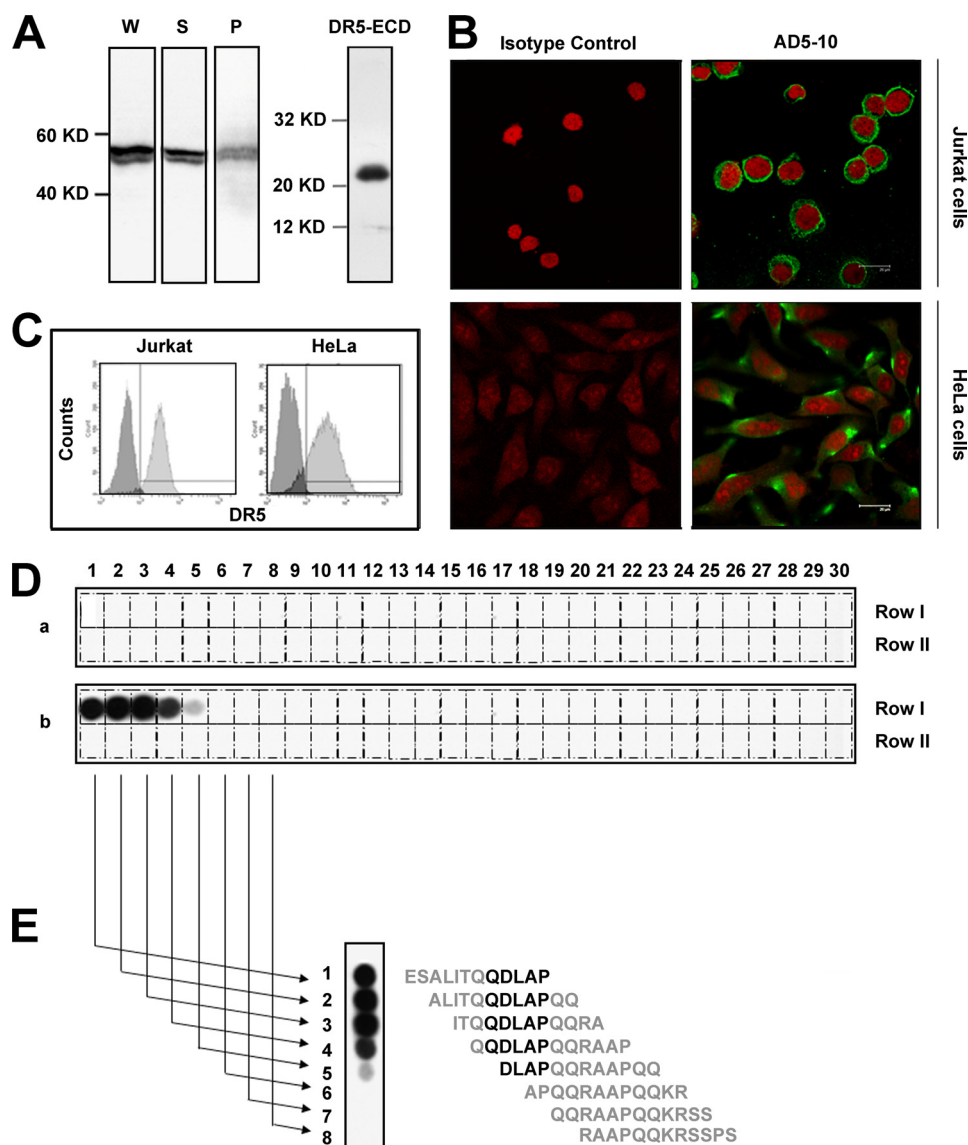 A
W S P DR5-ECD
60 KD
40 KD
32 KD
20 KD
12 KD
B
Isotype Control AD5-10
Jurkat cells
HeLa cells
C
Jurkat HeLa
Counts
Count
Count
DR5
D
1 2 3 4 5 6 7 8 9 10 11 12 13 14 15 16 17 18 19 20 21 22 23 24 25 26 27 28 29 30
a
Row I
Row II
b
Row I
Row II
E
1 ESALITQQDLAP
2 ALITQQDLAPQQ
3 ITQQDLAPQQRA
4 QQDLAPQQRAAP
5 DLAPQQRAAPQQ
6 APQQRAAPQQKR
7 QQRAAPQQKRSS
8 RAAPQQKRSSPS